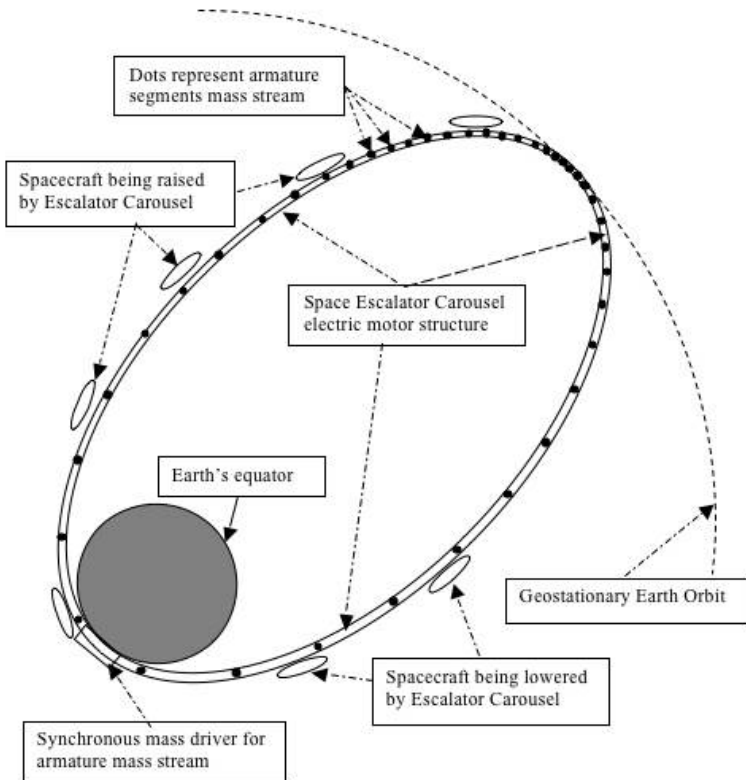 Dots represent armature
segments mass stream
Spacecraft being raised
by Escalator Carousel
Space Escalator Carousel
electric motor structure
Earth's equator
Geostationary Earth Orbit
Spacecraft being lowered
by Escalator Carousel
Synchronous mass driver for
armature mass stream